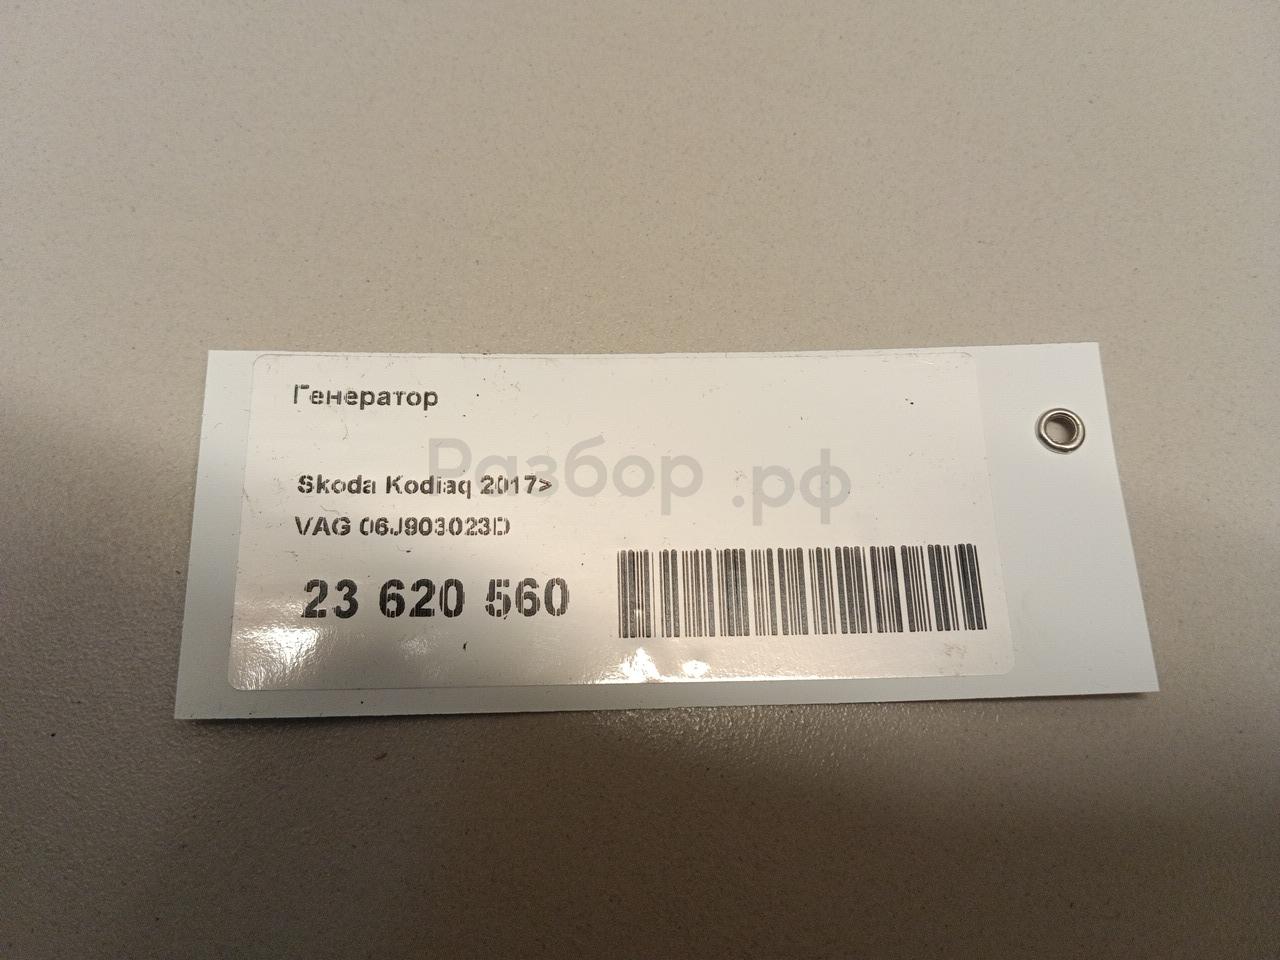 Генератор
Разбор.рф
Skoda Kodiaq 2017>
VAG 06J903023D
23 620 560